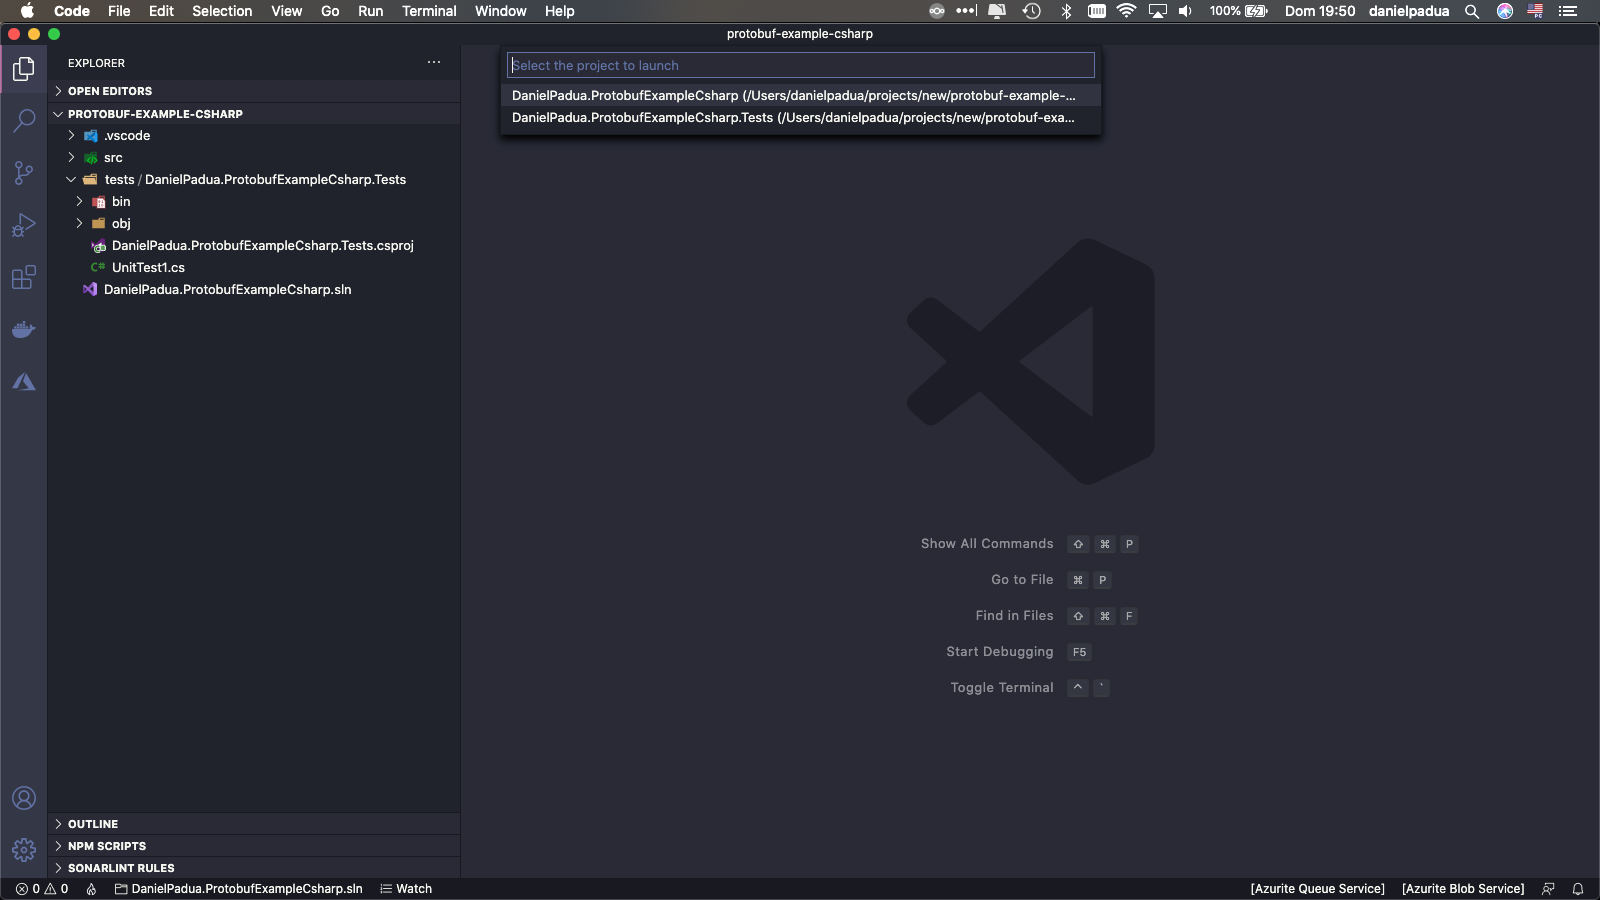 Code File Edit Selection View Go Run Terminal Window Help 100% Dom 19:50 danielpadua
protobuf-example-csharp
EXPLORER
OPEN EDITORS
PROTOBUF-EXAMPLE-CSHARP
.vscode
src
tests / DanielPadua.ProtobufExampleCsharp.Tests
bin
obj
DanielPadua.ProtobufExampleCsharp.Tests.csproj
C# UnitTest1.cs
DanielPadua.ProtobufExampleCsharp.sln
OUTLINE
NPM SCRIPTS
SONARLINT RULES
Select the project to launch
DanielPadua.ProtobufExampleCsharp (/Users/danielpadua/projects/new/protobuf-example-...
DanielPadua.ProtobufExampleCsharp.Tests (/Users/danielpadua/projects/new/protobuf-exa...
Show All Commands ⇧ ⌘ P
Go to File ⌘ P
Find in Files ⇧ ⌘ F
Start Debugging F5
Toggle Terminal ^ `
0 0 DanielPadua.ProtobufExampleCsharp.sln Watch [Azurite Queue Service] [Azurite Blob Service]